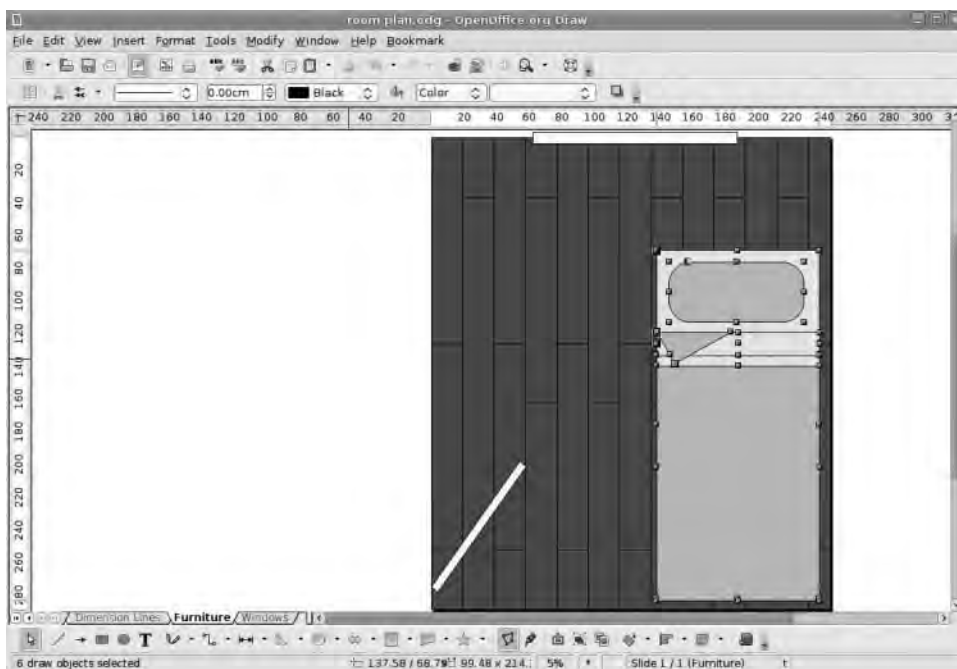 room plan.odg - OpenOffice.org Draw
File Edit View Insert Format Tools Modify Window Help Bookmark
0.00cm Black Color
240 220 200 180 160 140 120 100 80 60 40 20 20 40 60 80 100 120 140 160 180 200 220 240 260 280 300
20
40
60
80
100
120
140
160
180
200
220
240
260
280
Dimension Lines Furniture Windows
T
6 draw objects selected 137.58 / 68.79 99.48 x 214. 5% * Slide 1 / 1 (Furniture)